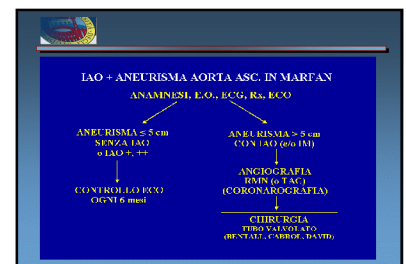 IAO + ANEURISMA AORTA ASC. IN MARFAN
ANAMNESI, E.O., ECG, Rx, ECO
ANEURISMA ≤ 5 cm
SENZA IAO
o IAO +, ++
CONTROLLO ECO
OGNI 6 mesi
ANEURISMA > 5 cm
CON IAO (e/o IM)
ANGIOGRAFIA
RMN (o TAC)
(CORONAROGRAFIA)
CHIRURGIA
TUBO VALVOLATO
(BENTALL, CABROL, DAVID)